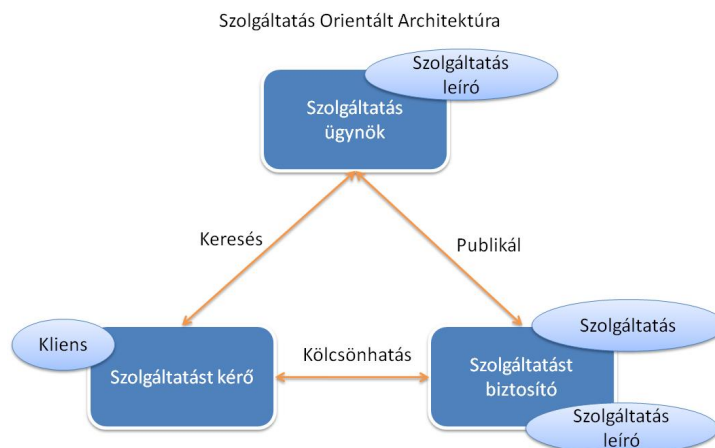 Szolgáltatás Orientált Architektúra
Szolgáltatás
leíró
Szolgáltatás
ügynök
Keresés
Publikál
Kliens
Szolgáltatást kérő
Kölcsönhatás
Szolgáltatás
Szolgáltatást
biztosító
Szolgáltatás
leíró